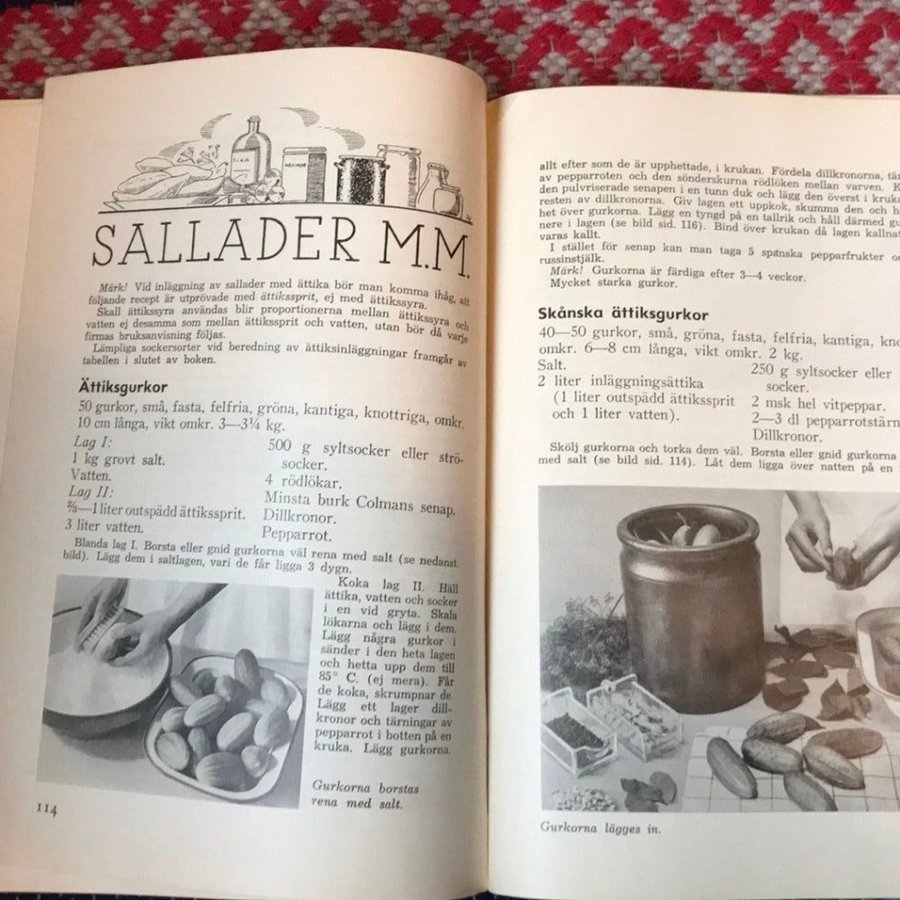 SALLADER M.M.
Märk! Vid inläggning av sallader med ättika bör man komma ihåg, att
följande recept är utprövade med ättikssprit, ej med ättikssyra.
Skall ättikssyra användas blir proportionerna mellan ättikssyra och
vatten ej desamma som mellan ättikssprit och vatten, utan bör då varje
firmas bruksanvisning följas.
Lämpliga sockersorter vid beredning av ättiksinläggningar framgår av
tabellen i slutet av boken.
Ättiksgurkor
50 gurkor, små, fasta, felfria, gröna, kantiga, knottriga, omkr.
10 cm långa, vikt omkr. 3—3¼ kg.
Lag I:
1 kg grovt salt.
Vatten.
Lag II:
⅔—1 liter outspädd ättikssprit.
3 liter vatten.
500 g syltsocker eller strö-
socker.
4 rödlökar.
Minsta burk Colmans senap.
Dillkronor.
Pepparrot.
Blanda lag I. Borsta eller gnid gurkorna väl rena med salt (se nedanst.
bild). Lägg dem i saltlagen, vari de får ligga 3 dygn.
Koka lag II. Häll
ättika, vatten och socker
i en vid gryta. Skala
lökarna och lägg i dem.
Lägg några gurkor i
sänder i den heta lagen
och hetta upp dem till
85° C. (ej mera). Får
de koka, skrumpnar de.
Lägg ett lager dill-
kronor och tärningar av
pepparrot i botten på en
kruka. Lägg gurkorna,
Gurkorna borstas
rena med salt.
114
allt efter som de är upphettade, i krukan. Fördela dillkronorna,
av pepparroten och den sönderskurna rödlöken mellan varven.
den pulvriserade senapen i en tunn duk och lägg den överst i
resten av dillkronorna. Giv lagen ett uppkok, skumma den och
het över gurkorna. Lägg en tyngd på en tallrik och håll därmed
nere i lagen (se bild sid. 116). Bind över krukan då lagen
varas kallt.
I stället för senap kan man taga 5 spanska pepparfrukter
russinstjälk.
Märk! Gurkorna är färdiga efter 3—4 veckor.
Mycket starka gurkor.
Skånska ättiksgurkor
40—50 gurkor, små, gröna, fasta, felfria, kantiga,
omkr. 6—8 cm långa, vikt omkr. 2 kg.
Salt.
2 liter inläggningsättika
(1 liter outspädd ättikssprit
och 1 liter vatten).
250 g syltsocker eller
socker.
2 msk hel vitpeppar.
2—3 dl
Dillkronor.
Skölj gurkorna och torka dem väl. Borsta eller gnid gurkorna
med salt (se bild sid. 114). Låt dem ligga över natten på en
Gurkorna lägges in.